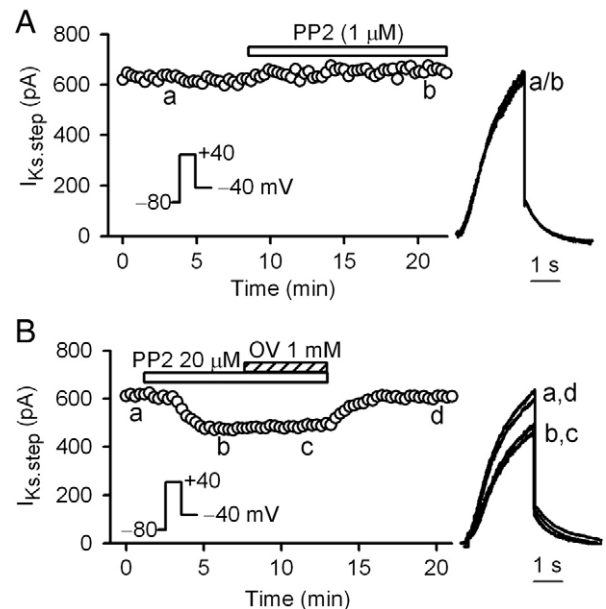 A
800
PP2 (1 μM)
600
400
200
0
I_Ks.step (pA)
a
b
a/b
+40
−80
−40 mV
0 5 10 15 20
Time (min)
1 s
B
800
PP2 20 μM
OV 1 mM
600
400
200
0
I_Ks.step (pA)
a
b
c
d
a,d
b,c
+40
−80
−40 mV
0 5 10 15 20
Time (min)
1 s